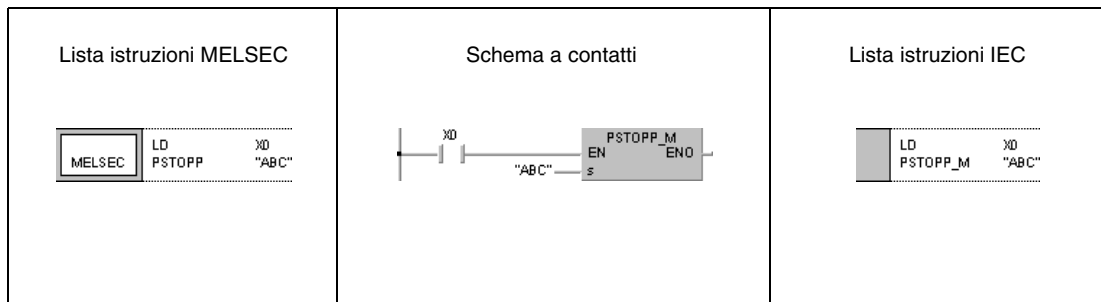 Lista istruzioni MELSEC
MELSEC
LD X0
PSTOPP "ABC"
Schema a contatti
X0
PSTOPP_M
EN ENO
"ABC" s
Lista istruzioni IEC
LD X0
PSTOPP_M "ABC"